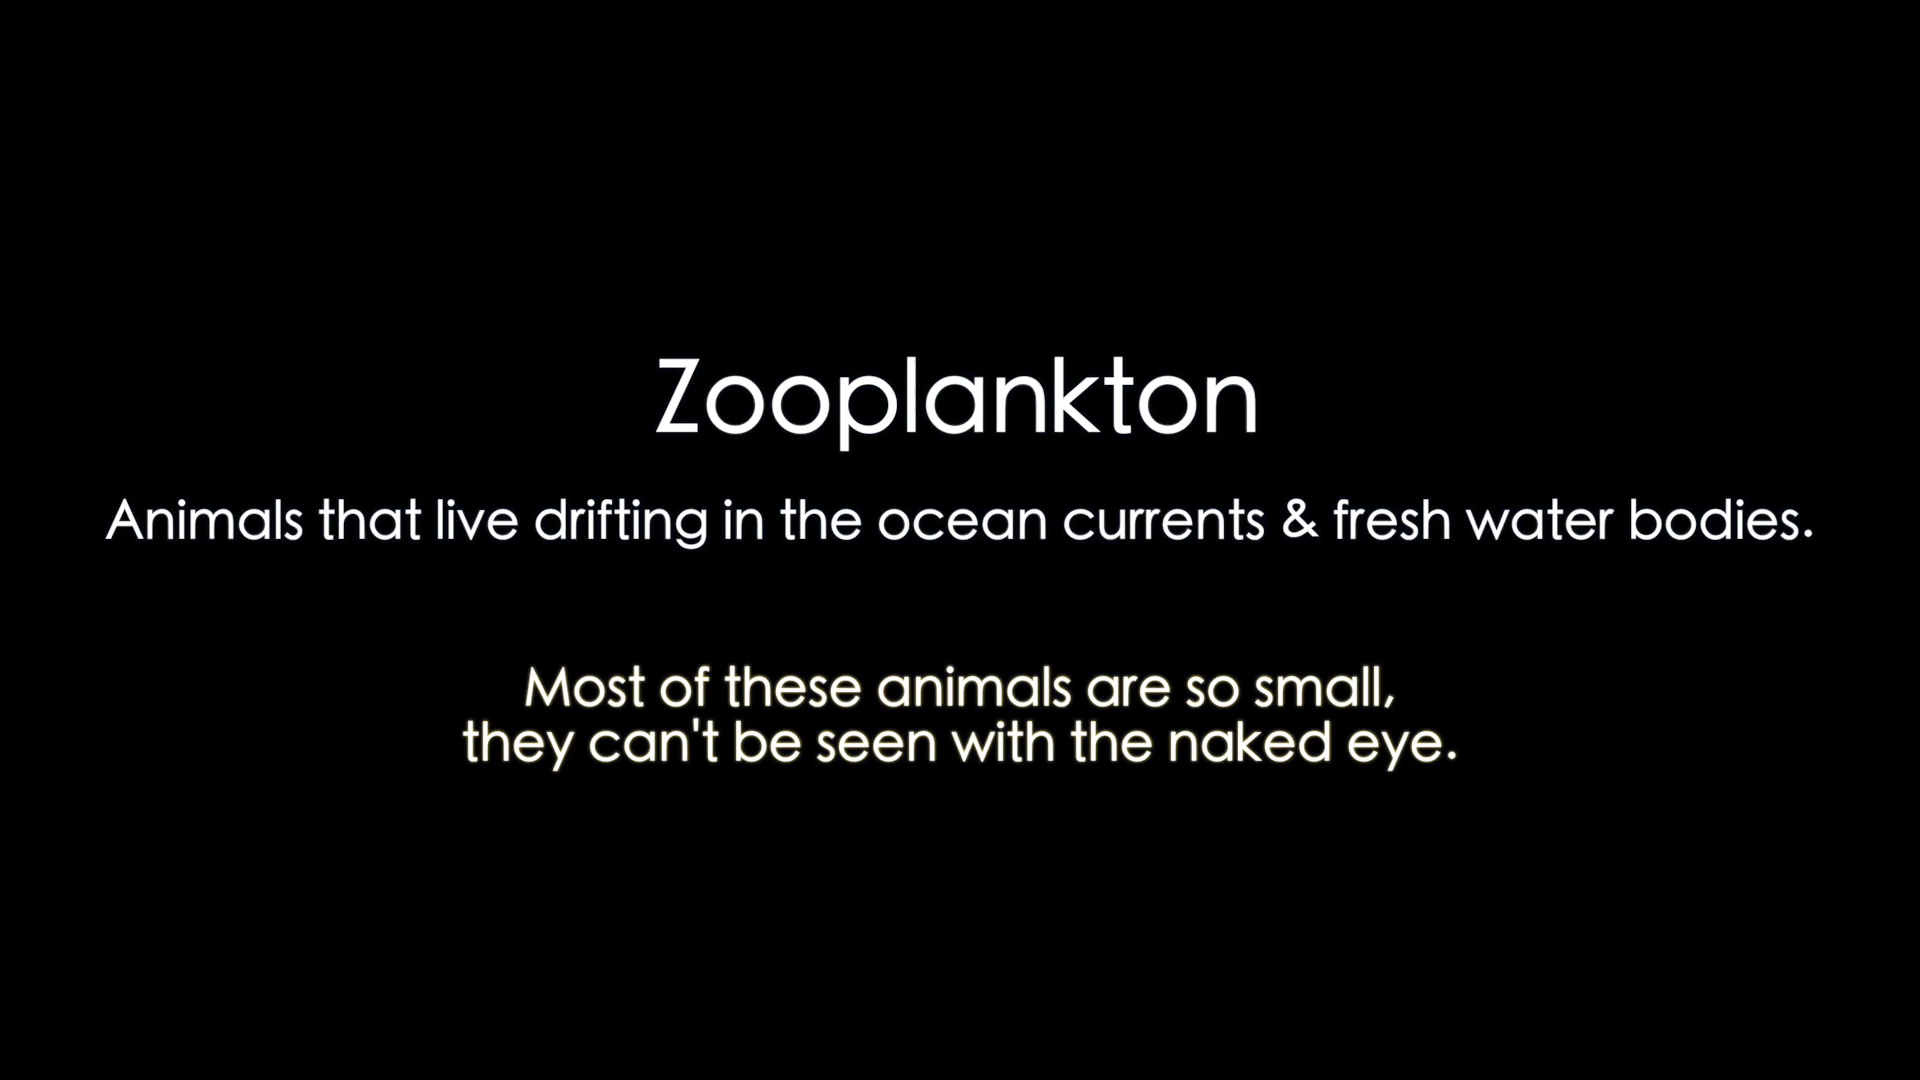 Zooplankton
Animals that live drifting in the ocean currents & fresh water bodies.
Most of these animals are so small,
they can't be seen with the naked eye.